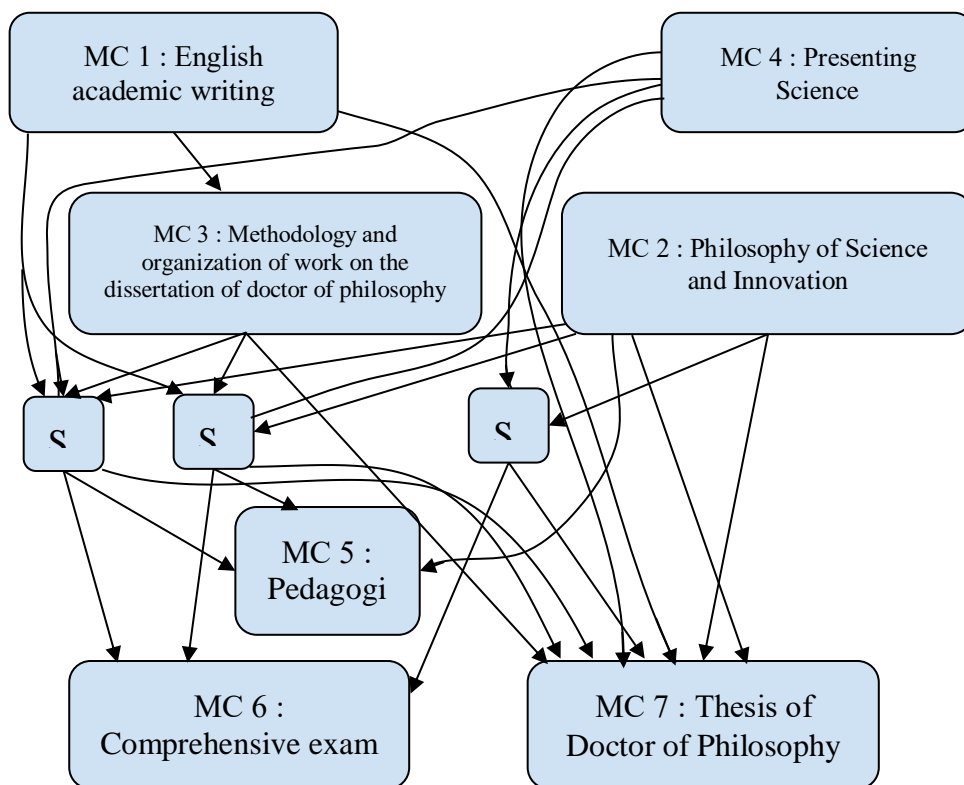 MC 1 : English
academic writing
MC 4 : Presenting
Science
MC 3 : Methodology and
organization of work on the
dissertation of doctor of philosophy
MC 2 : Philosophy of Science
and Innovation
S
S
S
MC 5 :
Pedagogi
MC 6 :
Comprehensive exam
MC 7 : Thesis of
Doctor of Philosophy